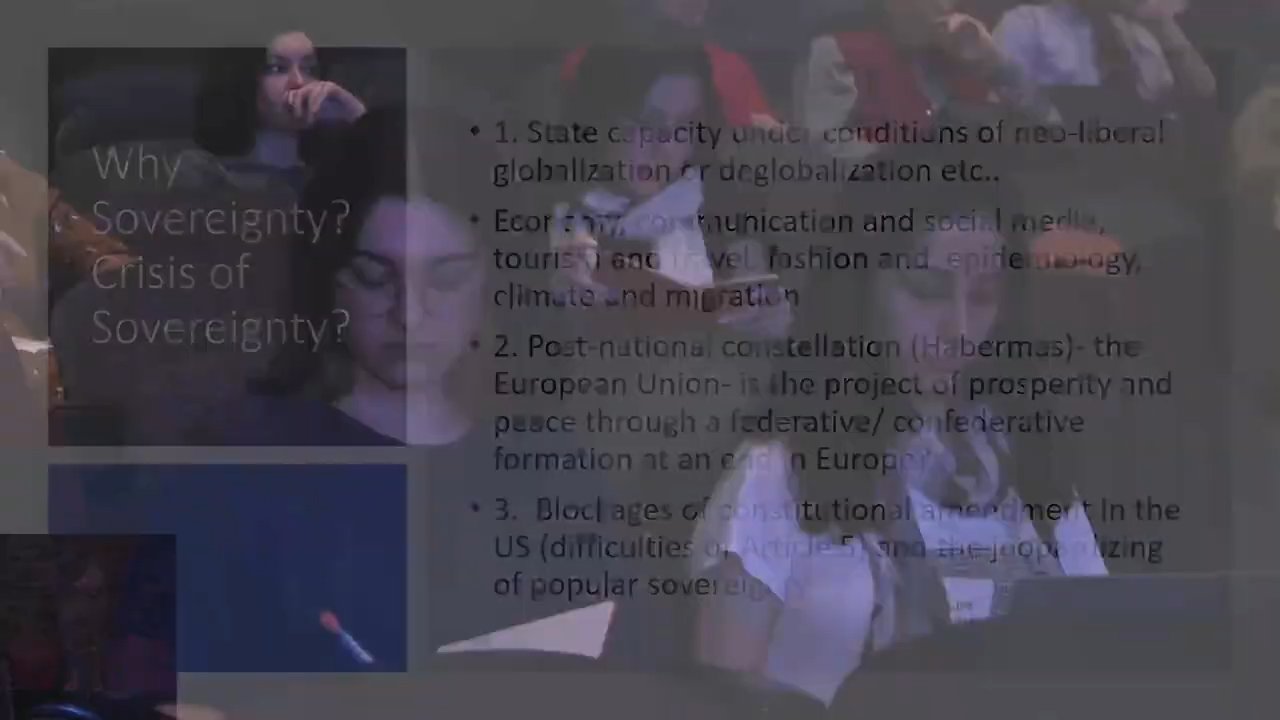 Why
Sovereignty?
Crisis of
Sovereignty?
• 1. State capacity under conditions of neo-liberal
globalization or deglobalization etc..
• Economy, communication and social media,
tourism and travel, fashion and epidemiology,
climate and migration
• 2. Post-national constellation (Habermas)- the
European Union- is the project of prosperity and
peace through a federative/ confederative
formation at an end in Europe?
• 3. Blockages of constitutional amendment in the
US (difficulties of Article 5) and the jeopardizing
of popular sovereignty